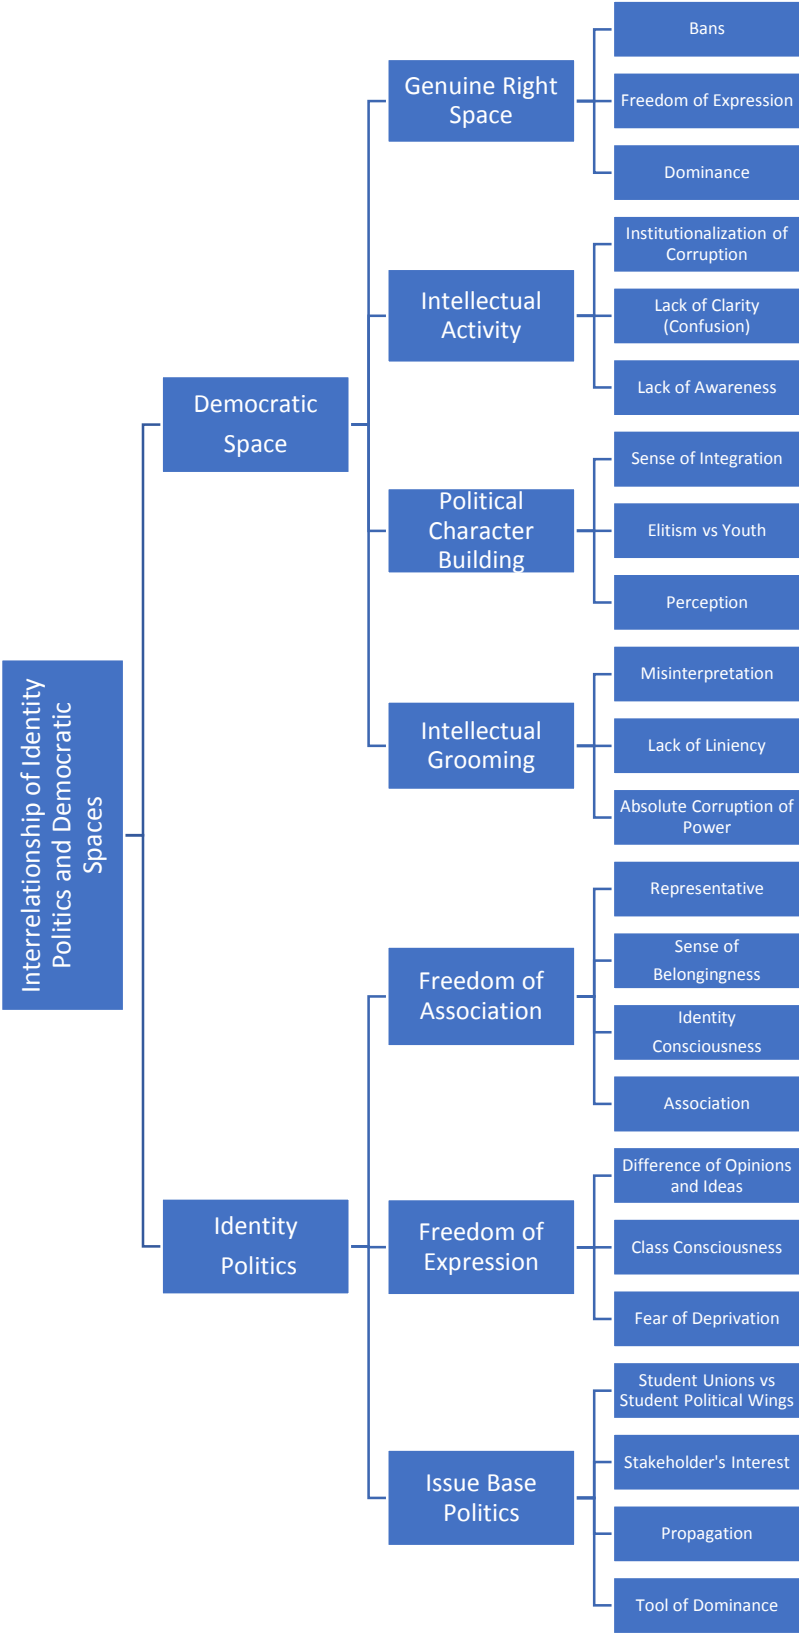 Interrelationship of Identity
Politics and Democratic
Spaces
Democratic
Space
Genuine Right
Space
Bans
Freedom of Expression
Dominance
Intellectual
Activity
Institutionalization of
Corruption
Lack of Clarity
(Confusion)
Lack of Awareness
Political
Character
Building
Sense of Integration
Elitism vs Youth
Perception
Intellectual
Grooming
Misinterpretation
Lack of Liniency
Absolute Corruption of
Power
Identity
Politics
Freedom of
Association
Representative
Sense of
Belongingness
Identity
Consciousness
Association
Freedom of
Expression
Difference of Opinions
and Ideas
Class Consciousness
Fear of Deprivation
Issue Base
Politics
Student Unions vs
Student Political Wings
Stakeholder's Interest
Propagation
Tool of Dominance